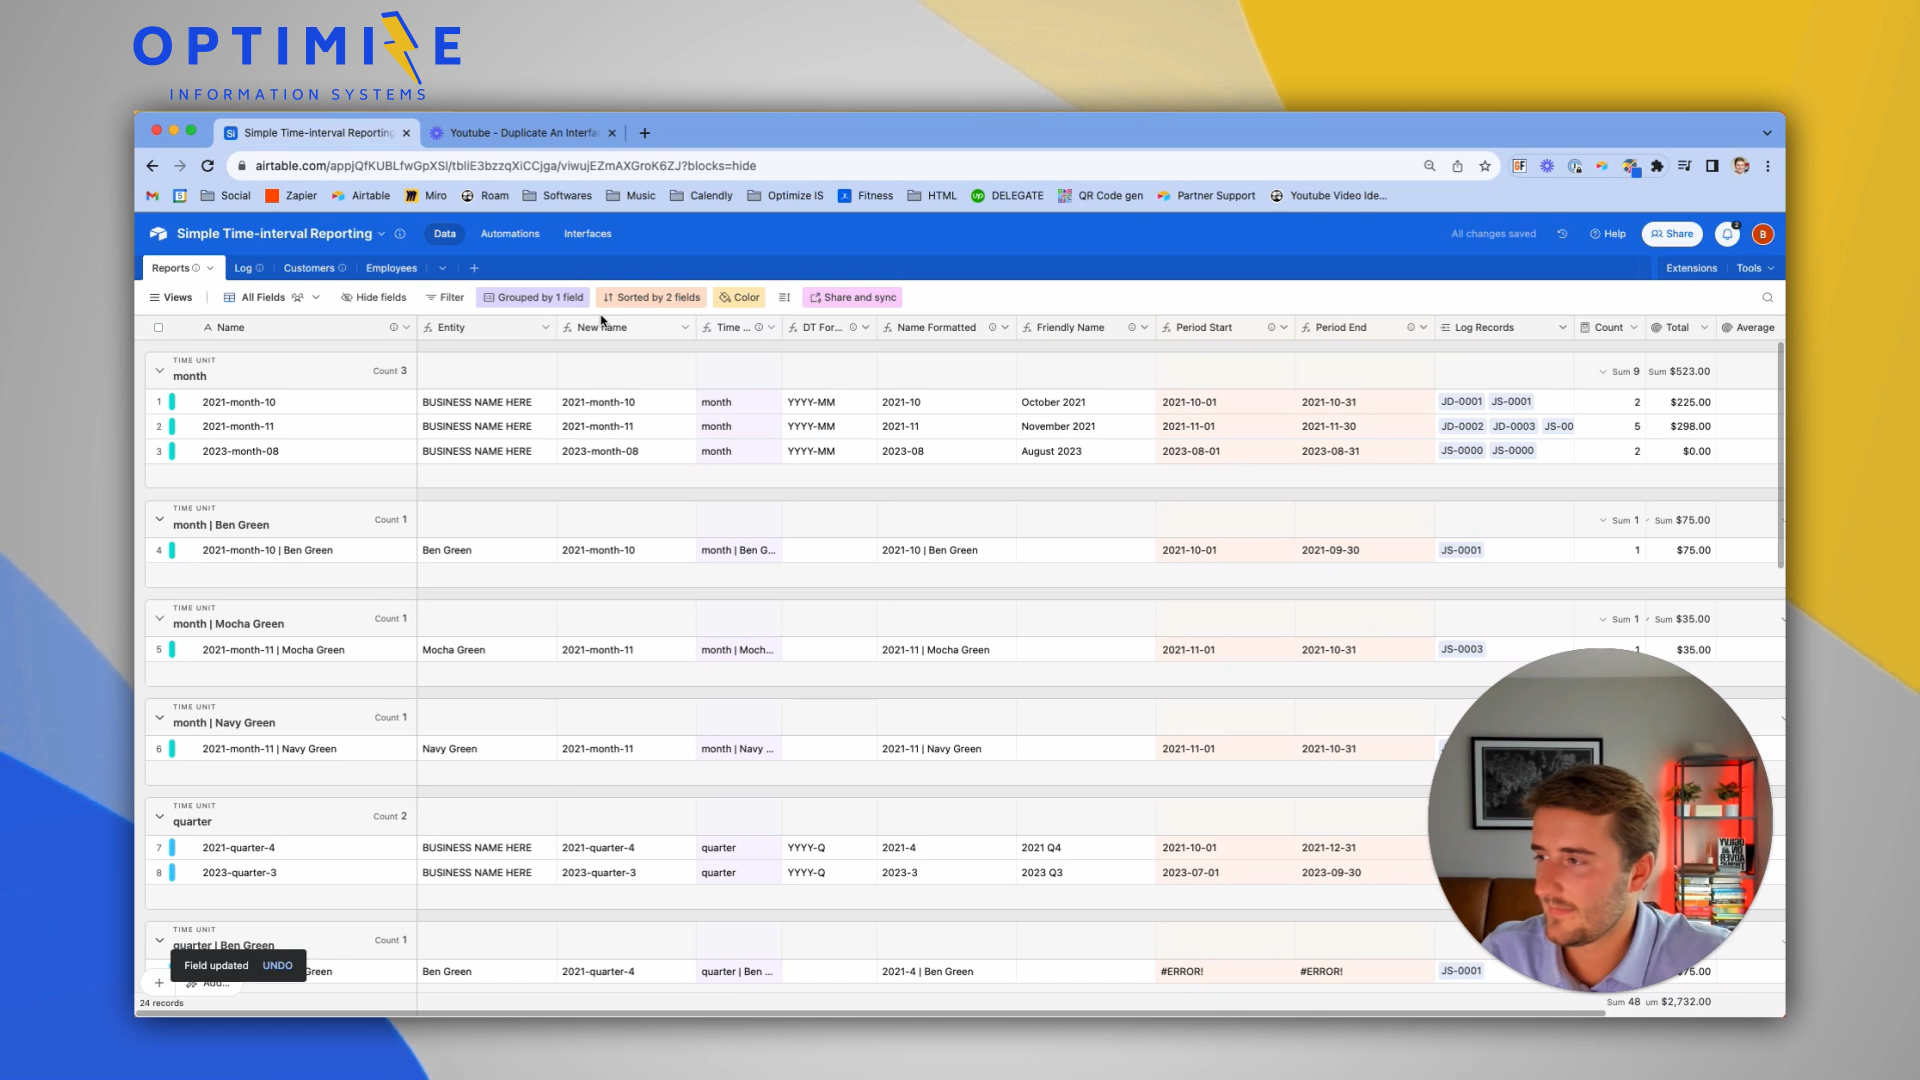 OPTIMIZE
INFORMATION SYSTEMS
Simple Time-interval Reporting
Youtube - Duplicate An Interfa
airtable.com/appjQfKUBLfwGpXSI/tbliE3bzzqXiCCjga/viwujEZmAXGroK6ZJ?blocks=hide
Social Zapier Airtable Miro Roam Softwares Music Calendly Optimize IS Fitness HTML DELEGATE QR Code gen Partner Support Youtube Video Ide...
Simple Time-interval Reporting Data Automations Interfaces All changes saved Help Share 2 B
Reports Log Customers Employees Extensions Tools
Views All Fields Hide fields Filter Grouped by 1 field Sorted by 2 fields Color Share and sync
Name Entity New name Time ... DT For... Name Formatted Friendly Name Period Start Period End Log Records Count Total Average
TIME UNIT
month Count 3 Sum 9 Sum $523.00
1 2021-month-10 BUSINESS NAME HERE 2021-month-10 month YYYY-MM 2021-10 October 2021 2021-10-01 2021-10-31 JD-0001 JS-0001 2 $225.00
2 2021-month-11 BUSINESS NAME HERE 2021-month-11 month YYYY-MM 2021-11 November 2021 2021-11-01 2021-11-30 JD-0002 JD-0003 JS-00 5 $298.00
3 2023-month-08 BUSINESS NAME HERE 2023-month-08 month YYYY-MM 2023-08 August 2023 2023-08-01 2023-08-31 JS-0000 JS-0000 2 $0.00
TIME UNIT
month | Ben Green Count 1 Sum 1 Sum $75.00
4 2021-month-10 | Ben Green Ben Green 2021-month-10 month | Ben G... 2021-10 | Ben Green 2021-10-01 2021-09-30 JS-0001 1 $75.00
TIME UNIT
month | Mocha Green Count 1 Sum 1 Sum $35.00
5 2021-month-11 | Mocha Green Mocha Green 2021-month-11 month | Moch... 2021-11 | Mocha Green 2021-11-01 2021-10-31 JS-0003 1 $35.00
TIME UNIT
month | Navy Green Count 1
6 2021-month-11 | Navy Green Navy Green 2021-month-11 month | Navy ... 2021-11 | Navy Green 2021-11-01 2021-10-31
TIME UNIT
quarter Count 2
7 2021-quarter-4 BUSINESS NAME HERE 2021-quarter-4 quarter YYYY-Q 2021-4 2021 Q4 2021-10-01 2021-12-31
8 2023-quarter-3 BUSINESS NAME HERE 2023-quarter-3 quarter YYYY-Q 2023-3 2023 Q3 2023-07-01 2023-09-30
TIME UNIT
quarter | Ben Green Count 1
Field updated UNDO
Green Ben Green 2021-quarter-4 quarter | Ben ... 2021-4 | Ben Green #ERROR! #ERROR! JS-0001 75.00
Add...
24 records Sum 48 um $2,732.00